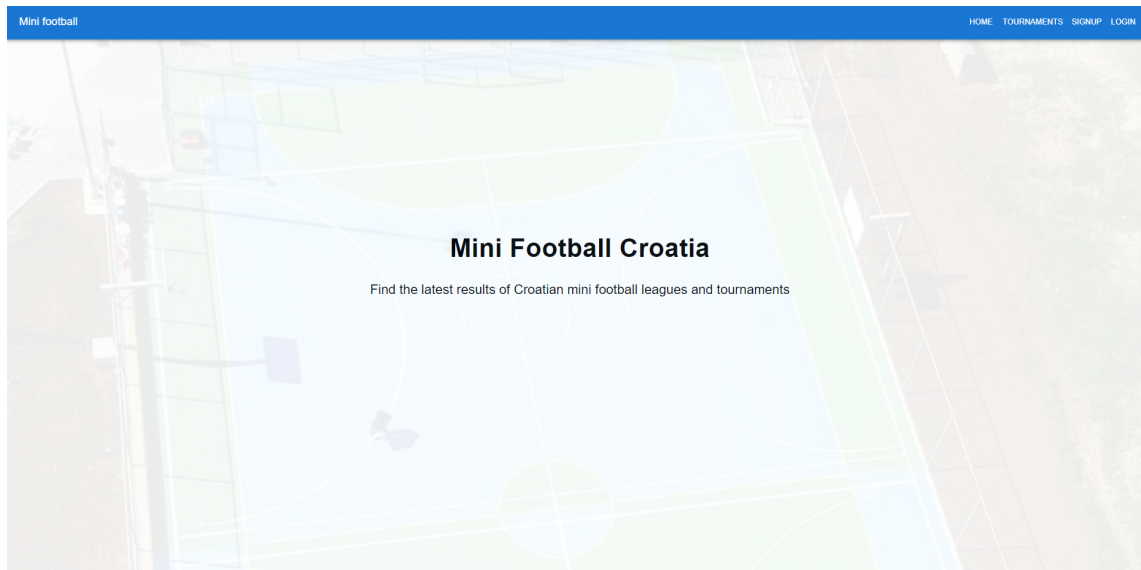 Mini football
HOME TOURNAMENTS SIGNUP LOGIN
Mini Football Croatia
Find the latest results of Croatian mini football leagues and tournaments